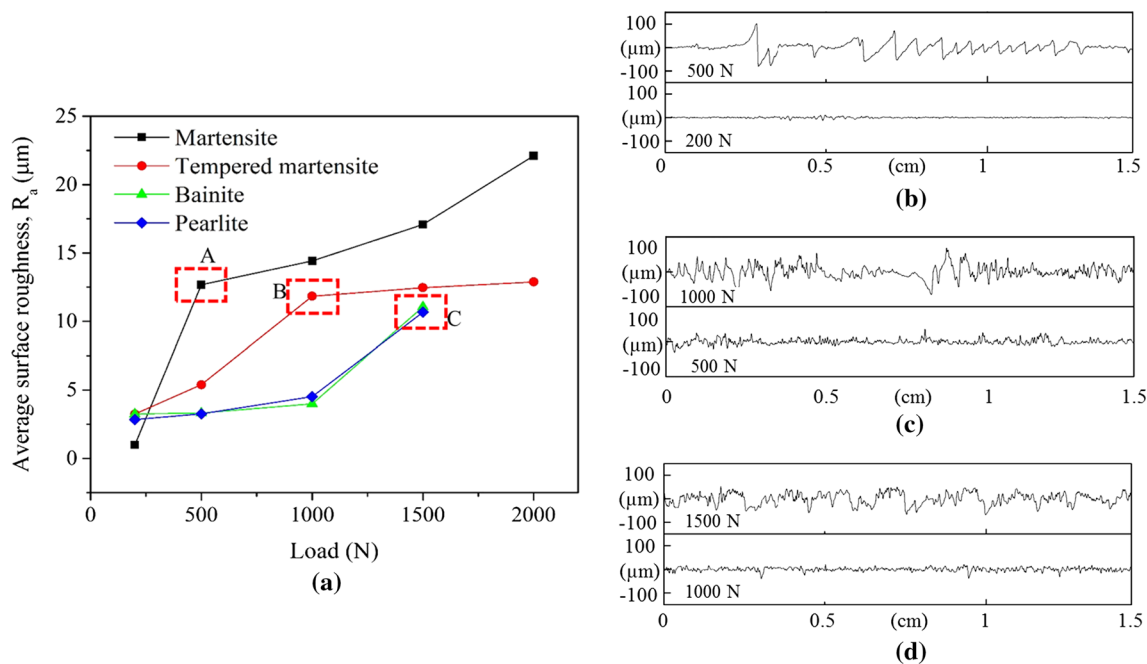 25
20
15
10
5
0
Average surface roughness, Ra (μm)
Martensite
Tempered martensite
Bainite
Pearlite
A
B
C
0 500 1000 1500 2000
Load (N)
(a)
100
(μm)
-100
500 N
100
(μm)
-100
200 N
0 0.5 (cm) 1 1.5
(b)
100
(μm)
-100
1000 N
100
(μm)
-100
500 N
0 0.5 (cm) 1 1.5
(c)
100
(μm)
-100
1500 N
100
(μm)
-100
1000 N
0 0.5 (cm) 1 1.5
(d)